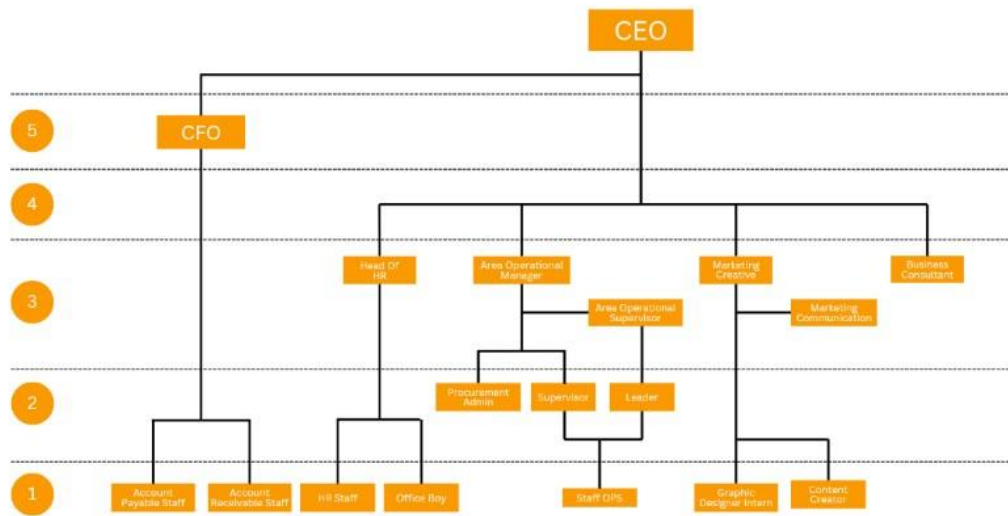 CEO
5
CFO
4
Head Of
HR
Area Operational
Manager
Marketing
Creative
Business
Consultant
3
Area Operational
Supervisor
Marketing
Communication
2
Procurement
Admin
Supervisor
Leader
1
Account
Payable Staff
Account
Receivable Staff
HR Staff
Office Boy
Staff OPS
Graphic
Designer Intern
Content
Creator